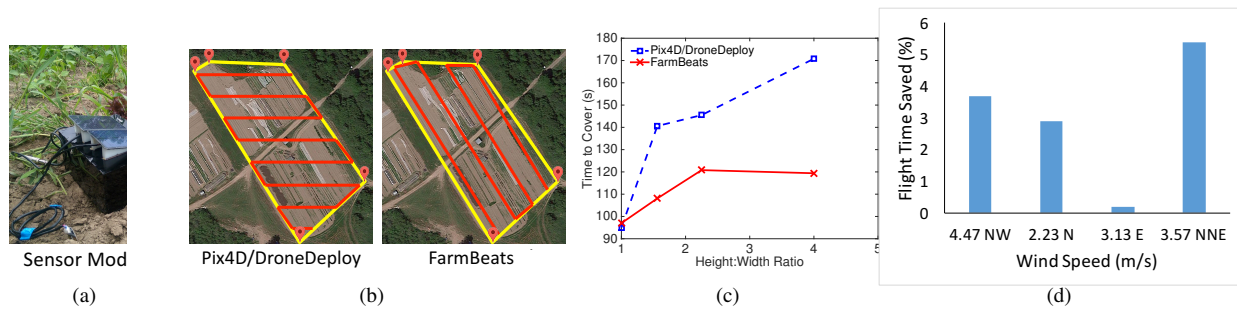 Sensor Mod
(a)
Pix4D/DroneDeploy
FarmBeats
(b)
180
170
160
150
140
130
120
110
100
90
Time to Cover (s)
Pix4D/DroneDeploy
FarmBeats
1 2 3 4 5
Height:Width Ratio
(c)
6
5
4
3
2
1
0
Flight Time Saved (%)
4.47 NW 2.23 N 3.13 E 3.57 NNE
Wind Speed (m/s)
(d)